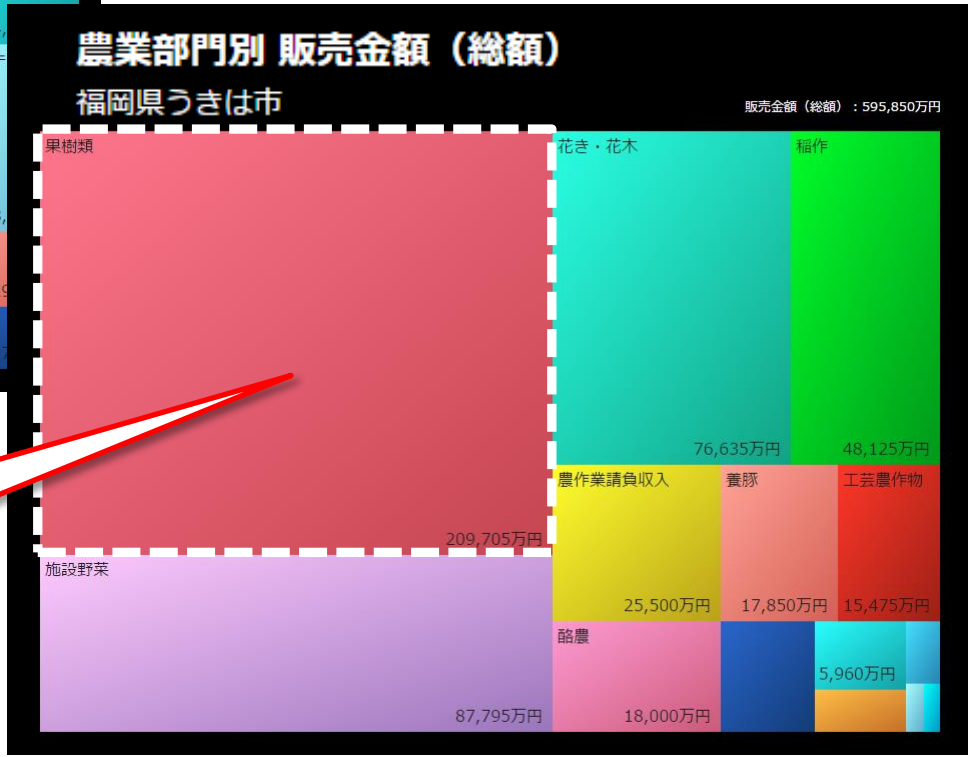 農業部門別 販売金額（総額）
福岡県うきは市
販売金額（総額）：595,850万円
果樹類
花き・花木
稲作
76,635万円
48,125万円
農作業請負収入
養豚
工芸農作物
209,705万円
施設野菜
25,500万円
17,850万円
15,475万円
酪農
5,960万円
87,795万円
18,000万円